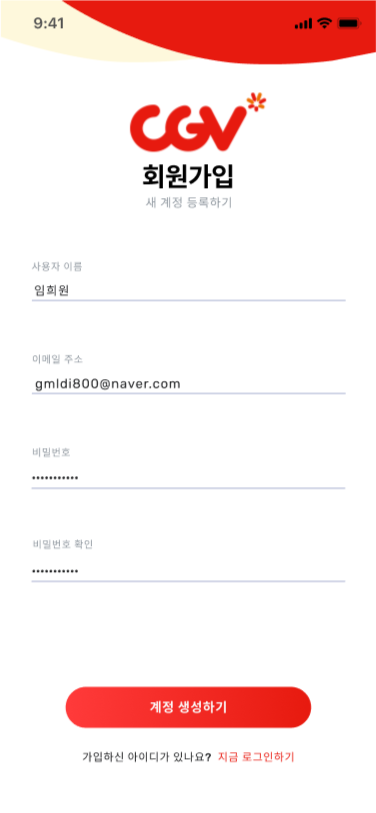 9:41
CGV
회원가입
새 계정 등록하기
사용자 이름
임희원
이메일 주소
gmldi800@naver.com
비밀번호
•••••••••••
비밀번호 확인
•••••••••••
계정 생성하기
가입하신 아이디가 있나요? 지금 로그인하기